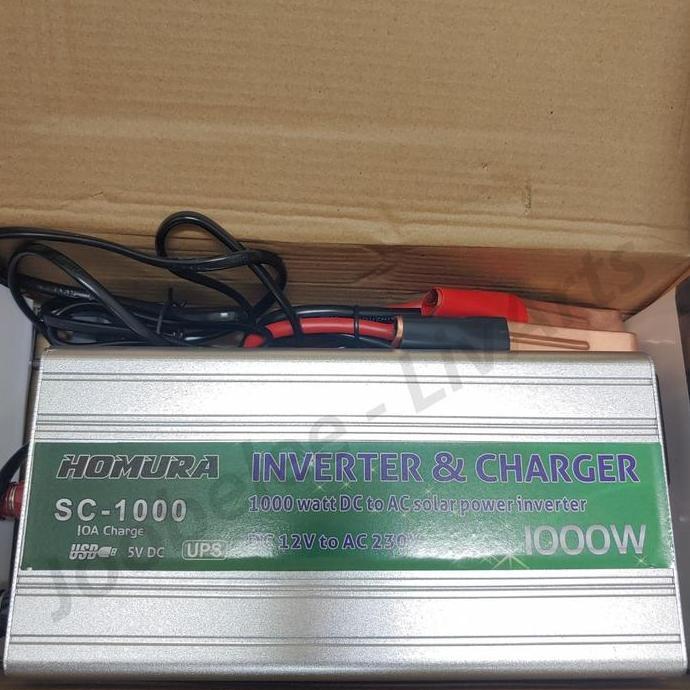 HOMURA
SC-1000
10A Charge
USB 5V DC UPS
INVERTER & CHARGER
1000 watt DC to AC solar power inverter
DC 12V to AC 230V
1000W